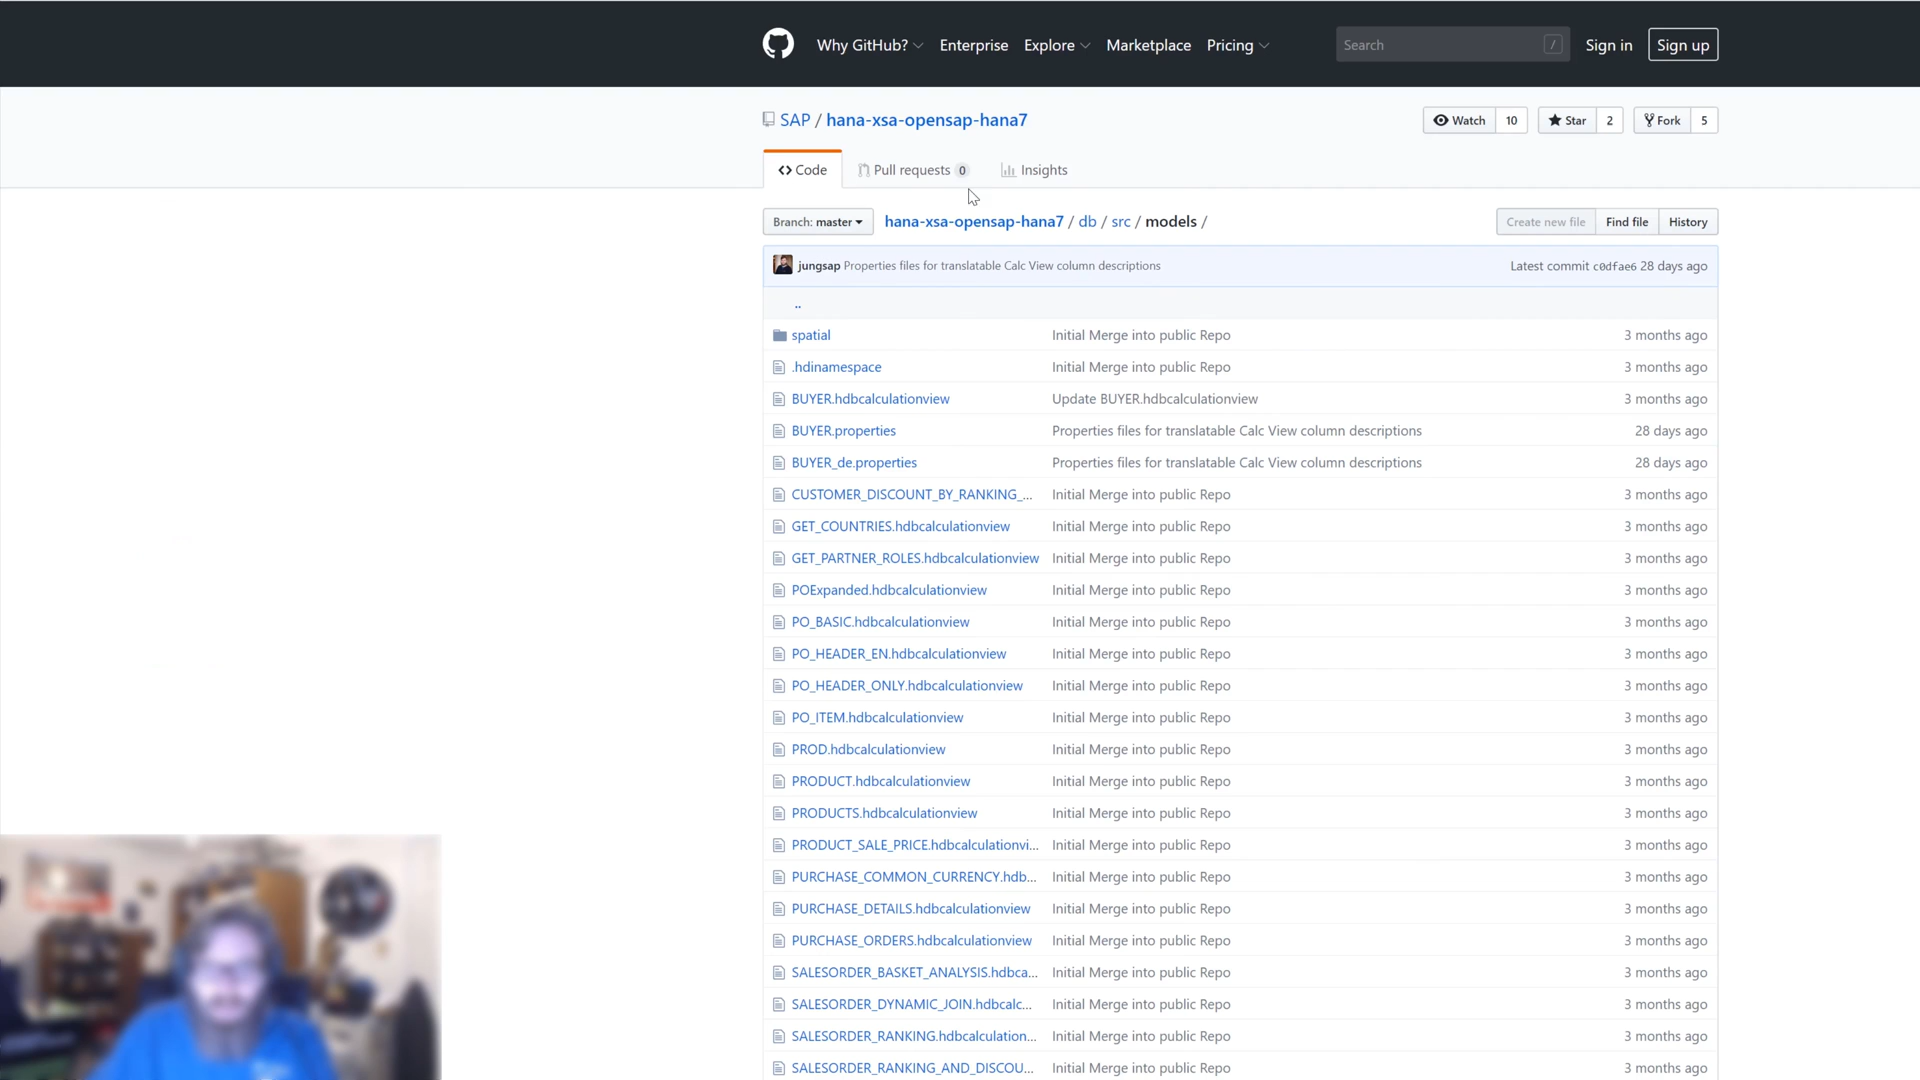 Why GitHub? Enterprise Explore Marketplace Pricing Search / Sign in Sign up
SAP / hana-xsa-opensap-hana7 Watch 10 Star 2 Fork 5
Code Pull requests 0 Insights
Branch: master hana-xsa-opensap-hana7 / db / src / models / Create new file Find file History
jungsap Properties files for translatable Calc View column descriptions Latest commit c0dfae6 28 days ago
..
spatial Initial Merge into public Repo 3 months ago
.hdinamespace Initial Merge into public Repo 3 months ago
BUYER.hdbcalculationview Update BUYER.hdbcalculationview 3 months ago
BUYER.properties Properties files for translatable Calc View column descriptions 28 days ago
BUYER_de.properties Properties files for translatable Calc View column descriptions 28 days ago
CUSTOMER_DISCOUNT_BY_RANKING_... Initial Merge into public Repo 3 months ago
GET_COUNTRIES.hdbcalculationview Initial Merge into public Repo 3 months ago
GET_PARTNER_ROLES.hdbcalculationview Initial Merge into public Repo 3 months ago
POExpanded.hdbcalculationview Initial Merge into public Repo 3 months ago
PO_BASIC.hdbcalculationview Initial Merge into public Repo 3 months ago
PO_HEADER_EN.hdbcalculationview Initial Merge into public Repo 3 months ago
PO_HEADER_ONLY.hdbcalculationview Initial Merge into public Repo 3 months ago
PO_ITEM.hdbcalculationview Initial Merge into public Repo 3 months ago
PROD.hdbcalculationview Initial Merge into public Repo 3 months ago
PRODUCT.hdbcalculationview Initial Merge into public Repo 3 months ago
PRODUCTS.hdbcalculationview Initial Merge into public Repo 3 months ago
PRODUCT_SALE_PRICE.hdbcalculationvi... Initial Merge into public Repo 3 months ago
PURCHASE_COMMON_CURRENCY.hdb... Initial Merge into public Repo 3 months ago
PURCHASE_DETAILS.hdbcalculationview Initial Merge into public Repo 3 months ago
PURCHASE_ORDERS.hdbcalculationview Initial Merge into public Repo 3 months ago
SALESORDER_BASKET_ANALYSIS.hdbca... Initial Merge into public Repo 3 months ago
SALESORDER_DYNAMIC_JOIN.hdbcalc... Initial Merge into public Repo 3 months ago
SALESORDER_RANKING.hdbcalculation... Initial Merge into public Repo 3 months ago
SALESORDER_RANKING_AND_DISCOU... Initial Merge into public Repo 3 months ago